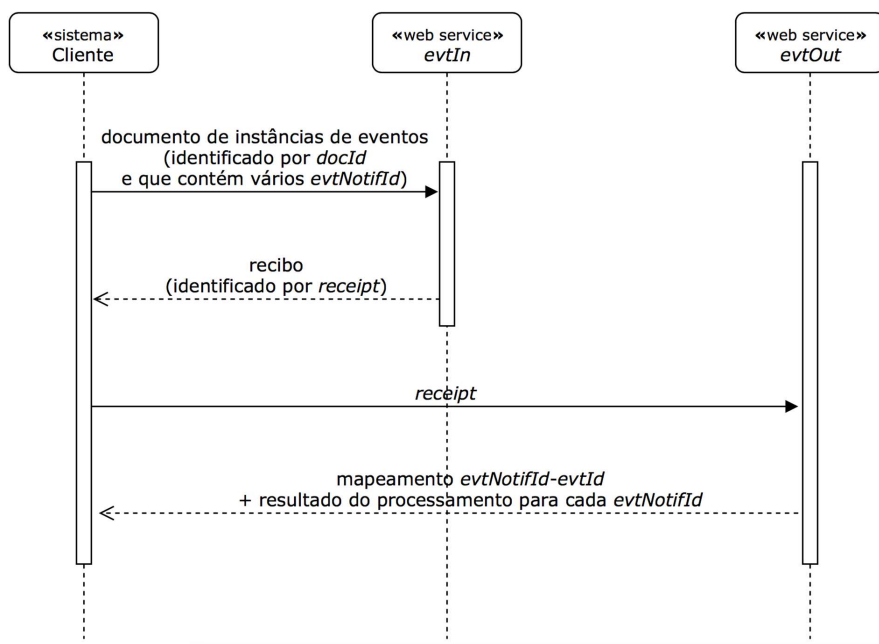 «sistema»
Cliente
«web service»
evtIn
«web service»
evtOut
documento de instâncias de eventos
(identificado por docId
e que contém vários evtNotifId)
recibo
(identificado por receipt)
receipt
mapeamento evtNotifId-evtId
+ resultado do processamento para cada evtNotifId